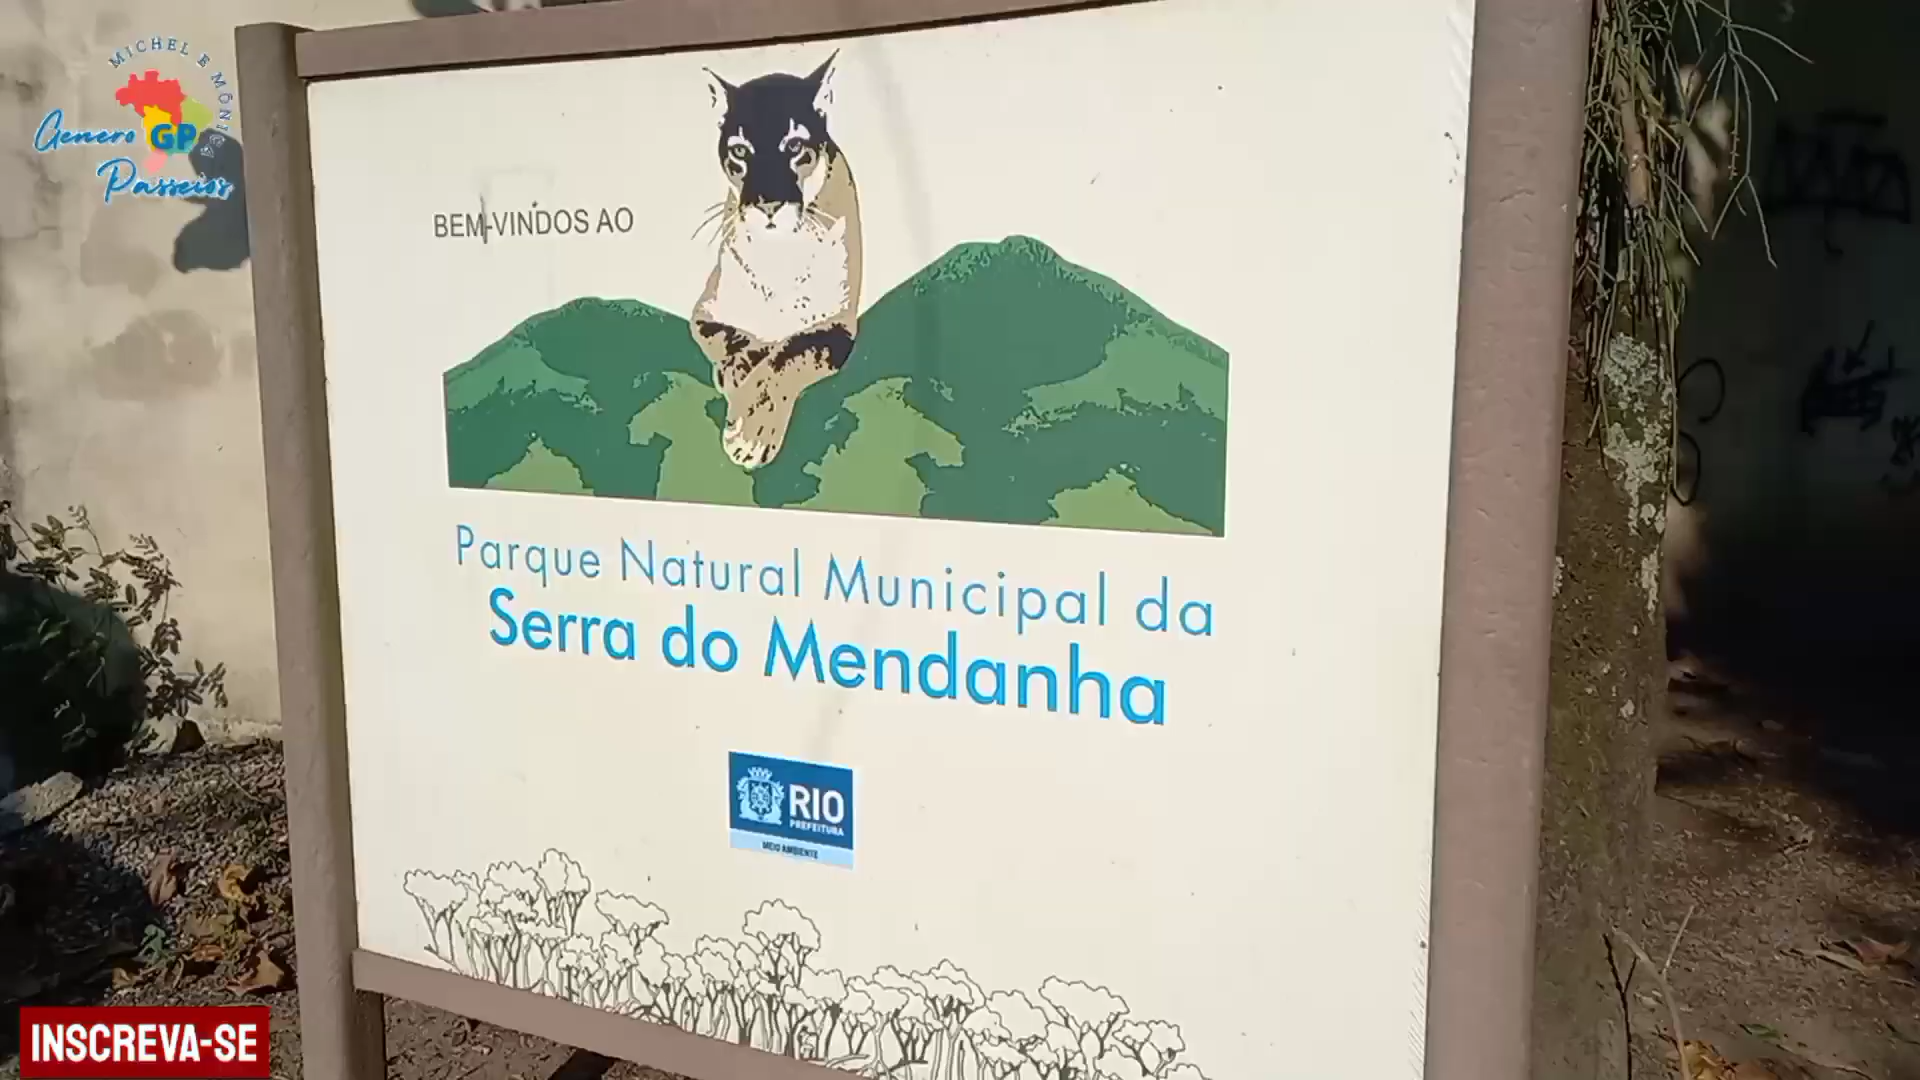 MICHEL E MÔNICA
Genero GP
Passeios
BEM-VINDOS AO
Parque Natural Municipal da
Serra do Mendanha
RIO
PREFEITURA
MEIO AMBIENTE
INSCREVA-SE